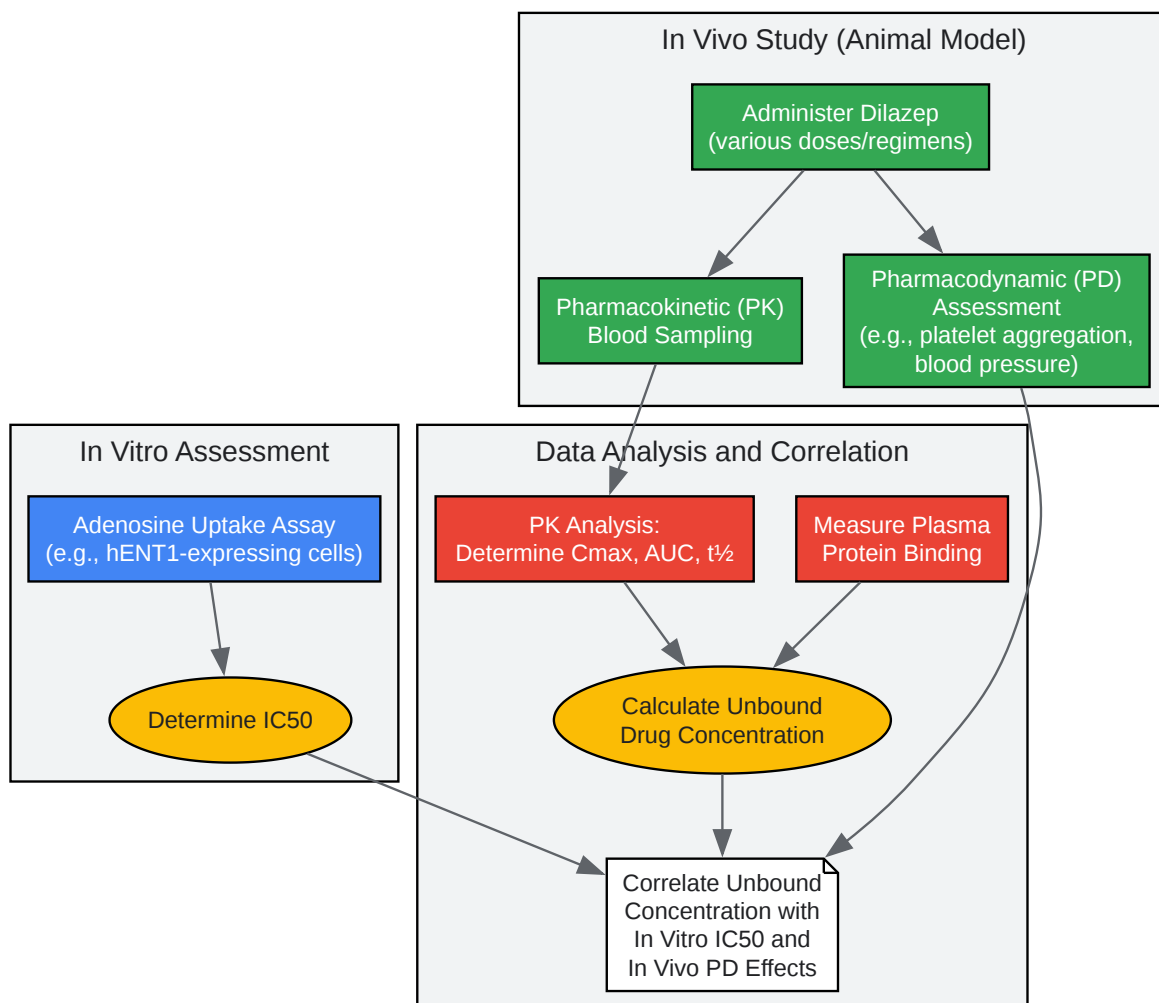 In Vivo Study (Animal Model)
Administer Dilazep
(various doses/regimens)
Pharmacokinetic (PK)
Blood Sampling
Pharmacodynamic (PD)
Assessment
(e.g., platelet aggregation,
blood pressure)
In Vitro Assessment
Adenosine Uptake Assay
(e.g., hENT1-expressing cells)
Determine IC50
Data Analysis and Correlation
PK Analysis:
Determine Cmax, AUC, t½
Measure Plasma
Protein Binding
Calculate Unbound
Drug Concentration
Correlate Unbound
Concentration with
In Vitro IC50 and
In Vivo PD Effects